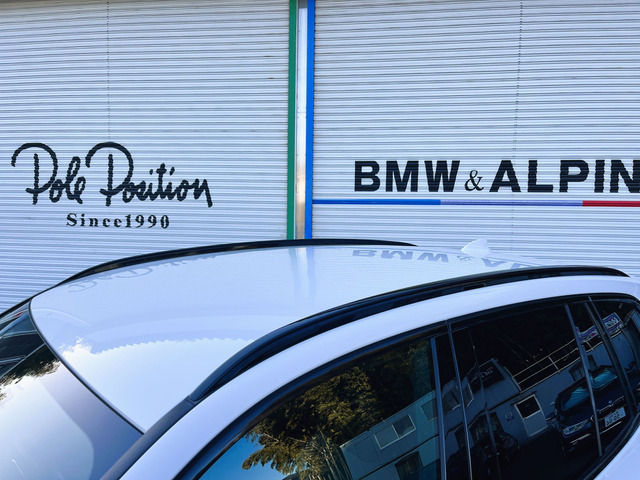 Pole Position
Since1990
BMW & ALPIN